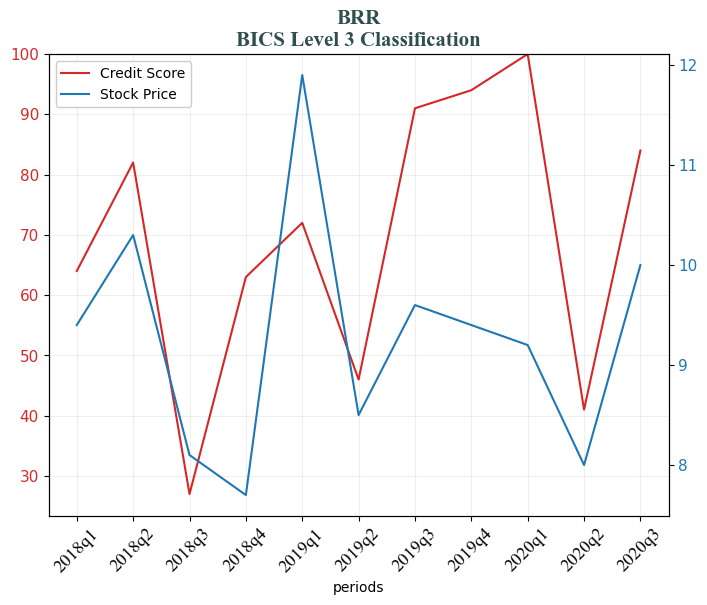 BRR
BICS Level 3 Classification
Credit Score
Stock Price
100
90
80
70
60
50
40
30
12
11
10
9
8
2018q1
2018q2
2018q3
2018q4
2019q1
2019q2
2019q3
2019q4
2020q1
2020q2
2020q3
periods